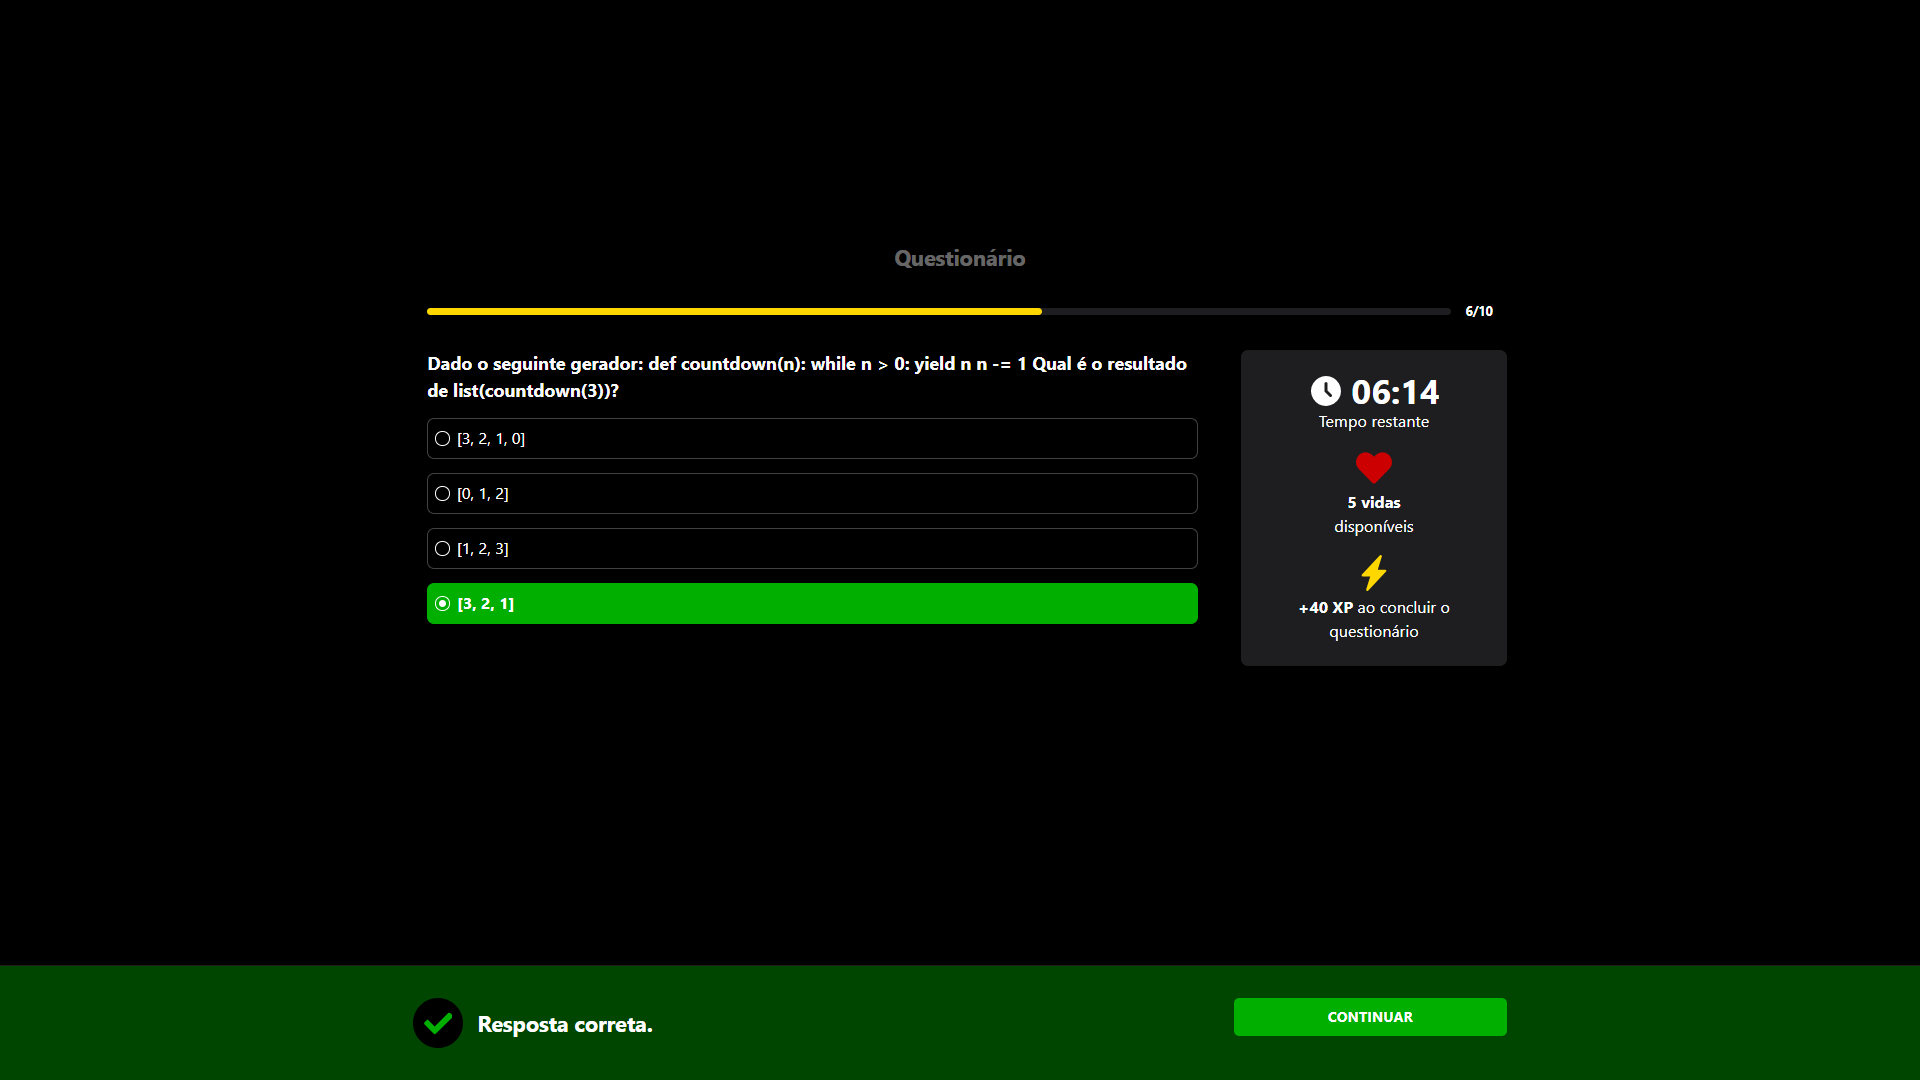 Questionário
6/10
Dado o seguinte gerador: def countdown(n): while n > 0: yield n n -= 1 Qual é o resultado
de list(countdown(3))?
[3, 2, 1, 0]
[0, 1, 2]
[1, 2, 3]
[3, 2, 1]
06:14
Tempo restante
5 vidas
disponíveis
+40 XP ao concluir o
questionário
Resposta correta.
CONTINUAR